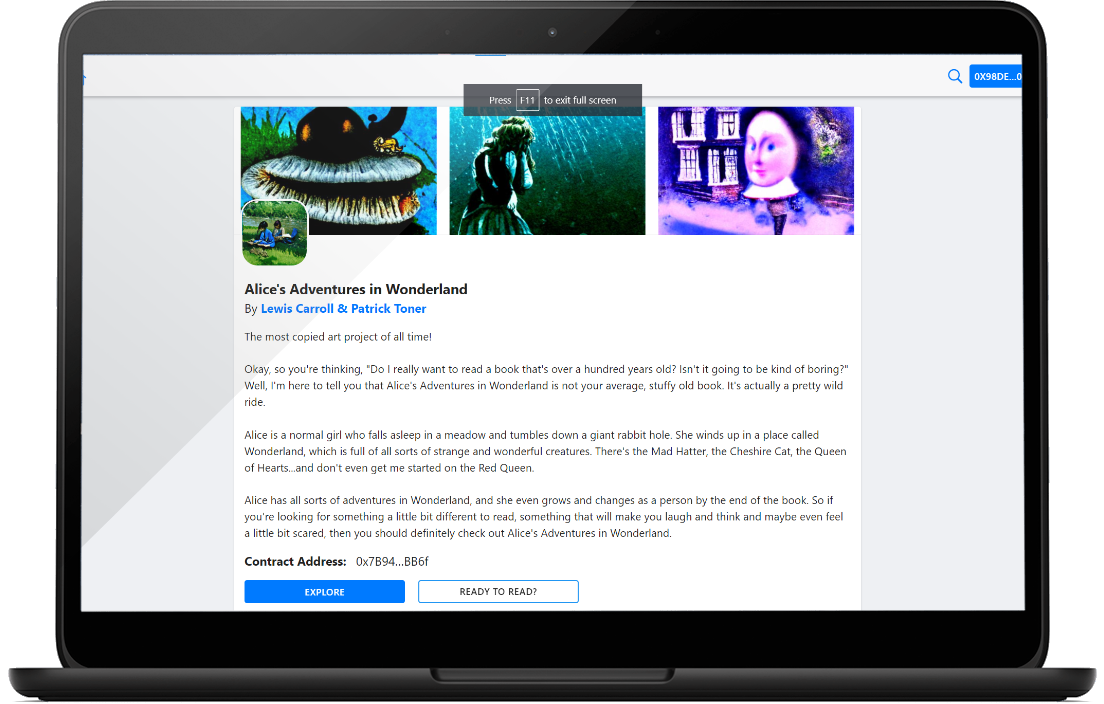 0X98DE...0
Press F11 to exit full screen
Alice's Adventures in Wonderland
By Lewis Carroll & Patrick Toner
The most copied art project of all time!
Okay, so you're thinking, "Do I really want to read a book that's over a hundred years old? Isn't it going to be kind of boring?"
Well, I'm here to tell you that Alice's Adventures in Wonderland is not your average, stuffy old book. It's actually a pretty wild
ride.
Alice is a normal girl who falls asleep in a meadow and tumbles down a giant rabbit hole. She winds up in a place called
Wonderland, which is full of all sorts of strange and wonderful creatures. There's the Mad Hatter, the Cheshire Cat, the Queen
of Hearts...and don't even get me started on the Red Queen.
Alice has all sorts of adventures in Wonderland, and she even grows and changes as a person by the end of the book. So if
you're looking for something a little bit different to read, something that will make you laugh and think and maybe even feel
a little bit scared, then you should definitely check out Alice's Adventures in Wonderland.
Contract Address: 0x7B94...BB6f
EXPLORE READY TO READ?